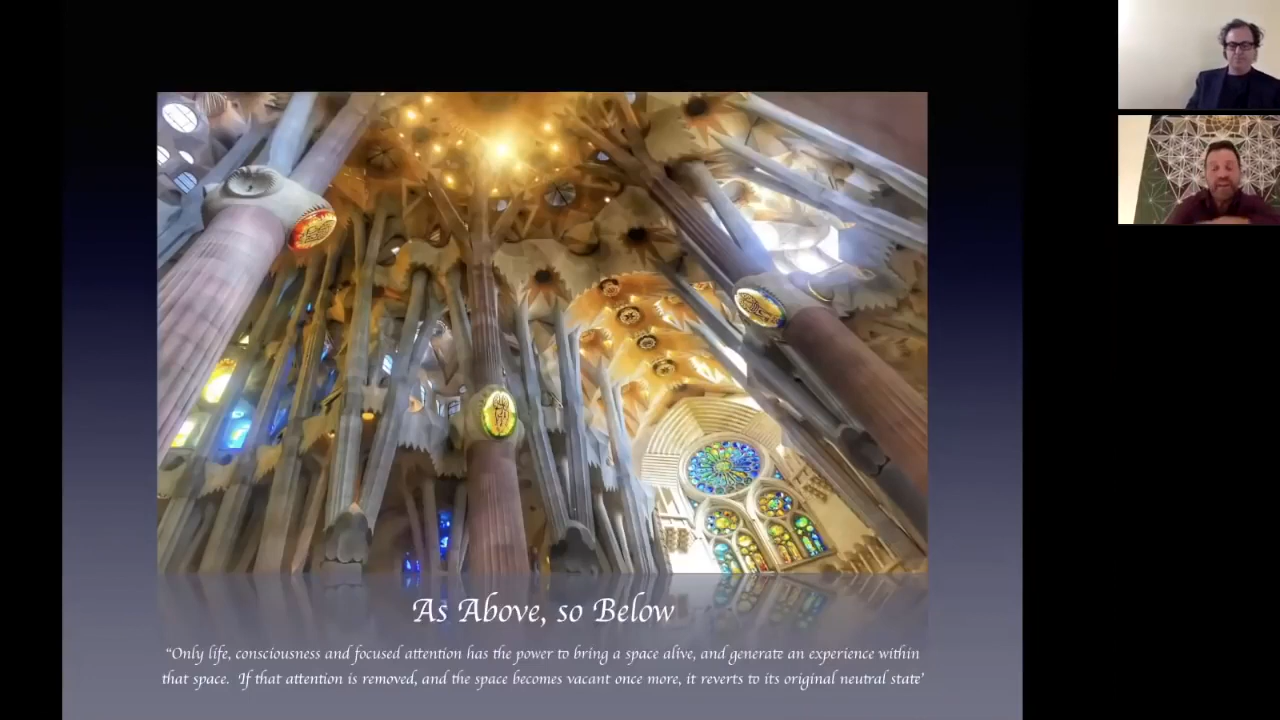 As Above, so Below
“Only life, consciousness and focused attention has the power to bring a space alive, and generate an experience within
that space.  If that attention is removed, and the space becomes vacant once more, it reverts to its original neutral state’